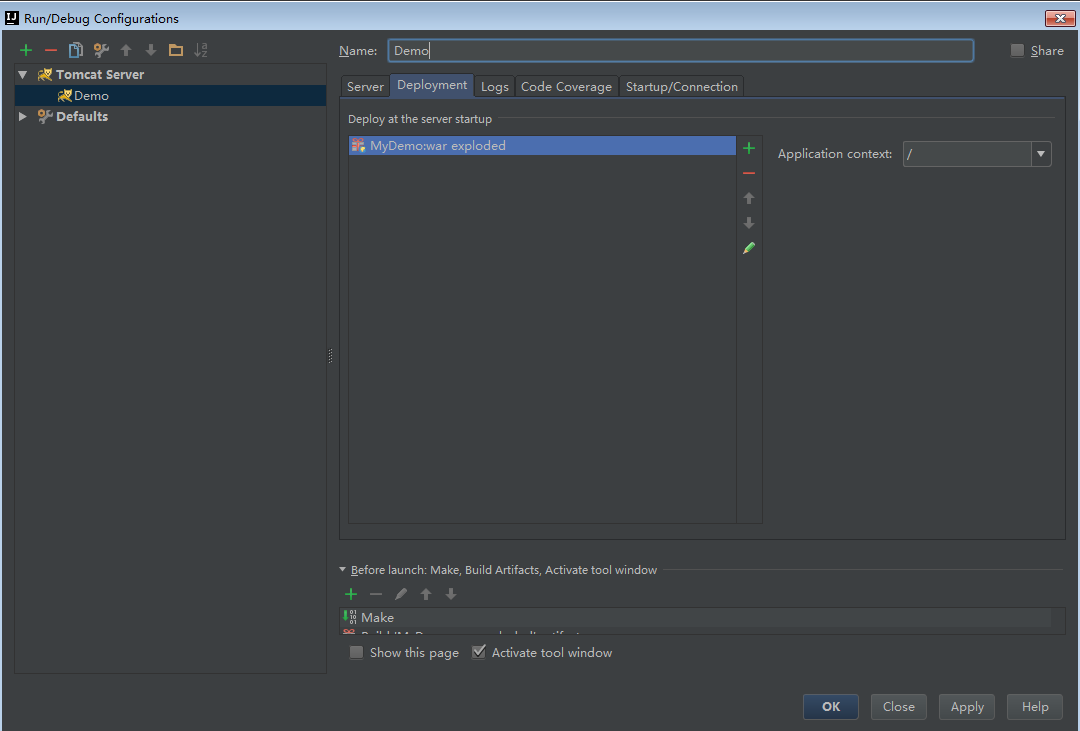 IJ Run/Debug Configurations
Name: Demo Share
Tomcat Server
Demo
Defaults
Server Deployment Logs Code Coverage Startup/Connection
Deploy at the server startup
MyDemo:war exploded
Application context: /
Before launch: Make, Build Artifacts, Activate tool window
Make
Show this page Activate tool window
OK Close Apply Help